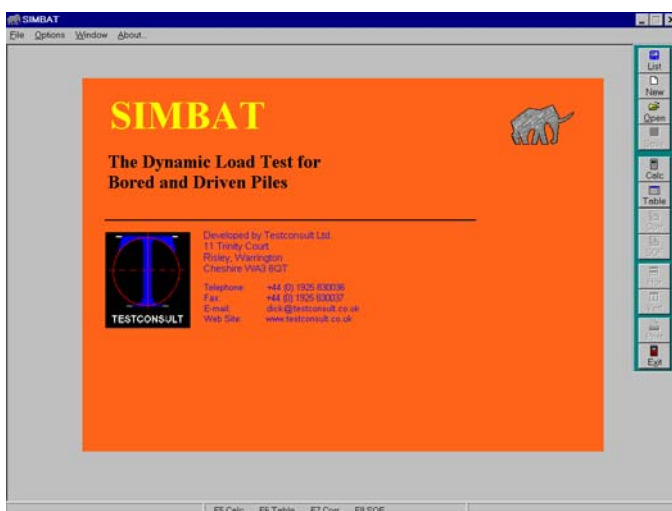 SIMBAT
File Options Window About..
SIMBAT
The Dynamic Load Test for
Bored and Driven Piles
Developed by Testconsult Ltd.
11 Trinity Court
Risley, Warrington
Cheshire WA3 6QT
Telephone: +44 (0) 1925 830036
Fax: +44 (0) 1925 830037
E-mail: dick@testconsult.co.uk
Web Site: www.testconsult.co.uk
TESTCONSULT
List
New
Open
Calc
Table
Exit
F5 Calc F6 Table F7 Corr F8 SOF